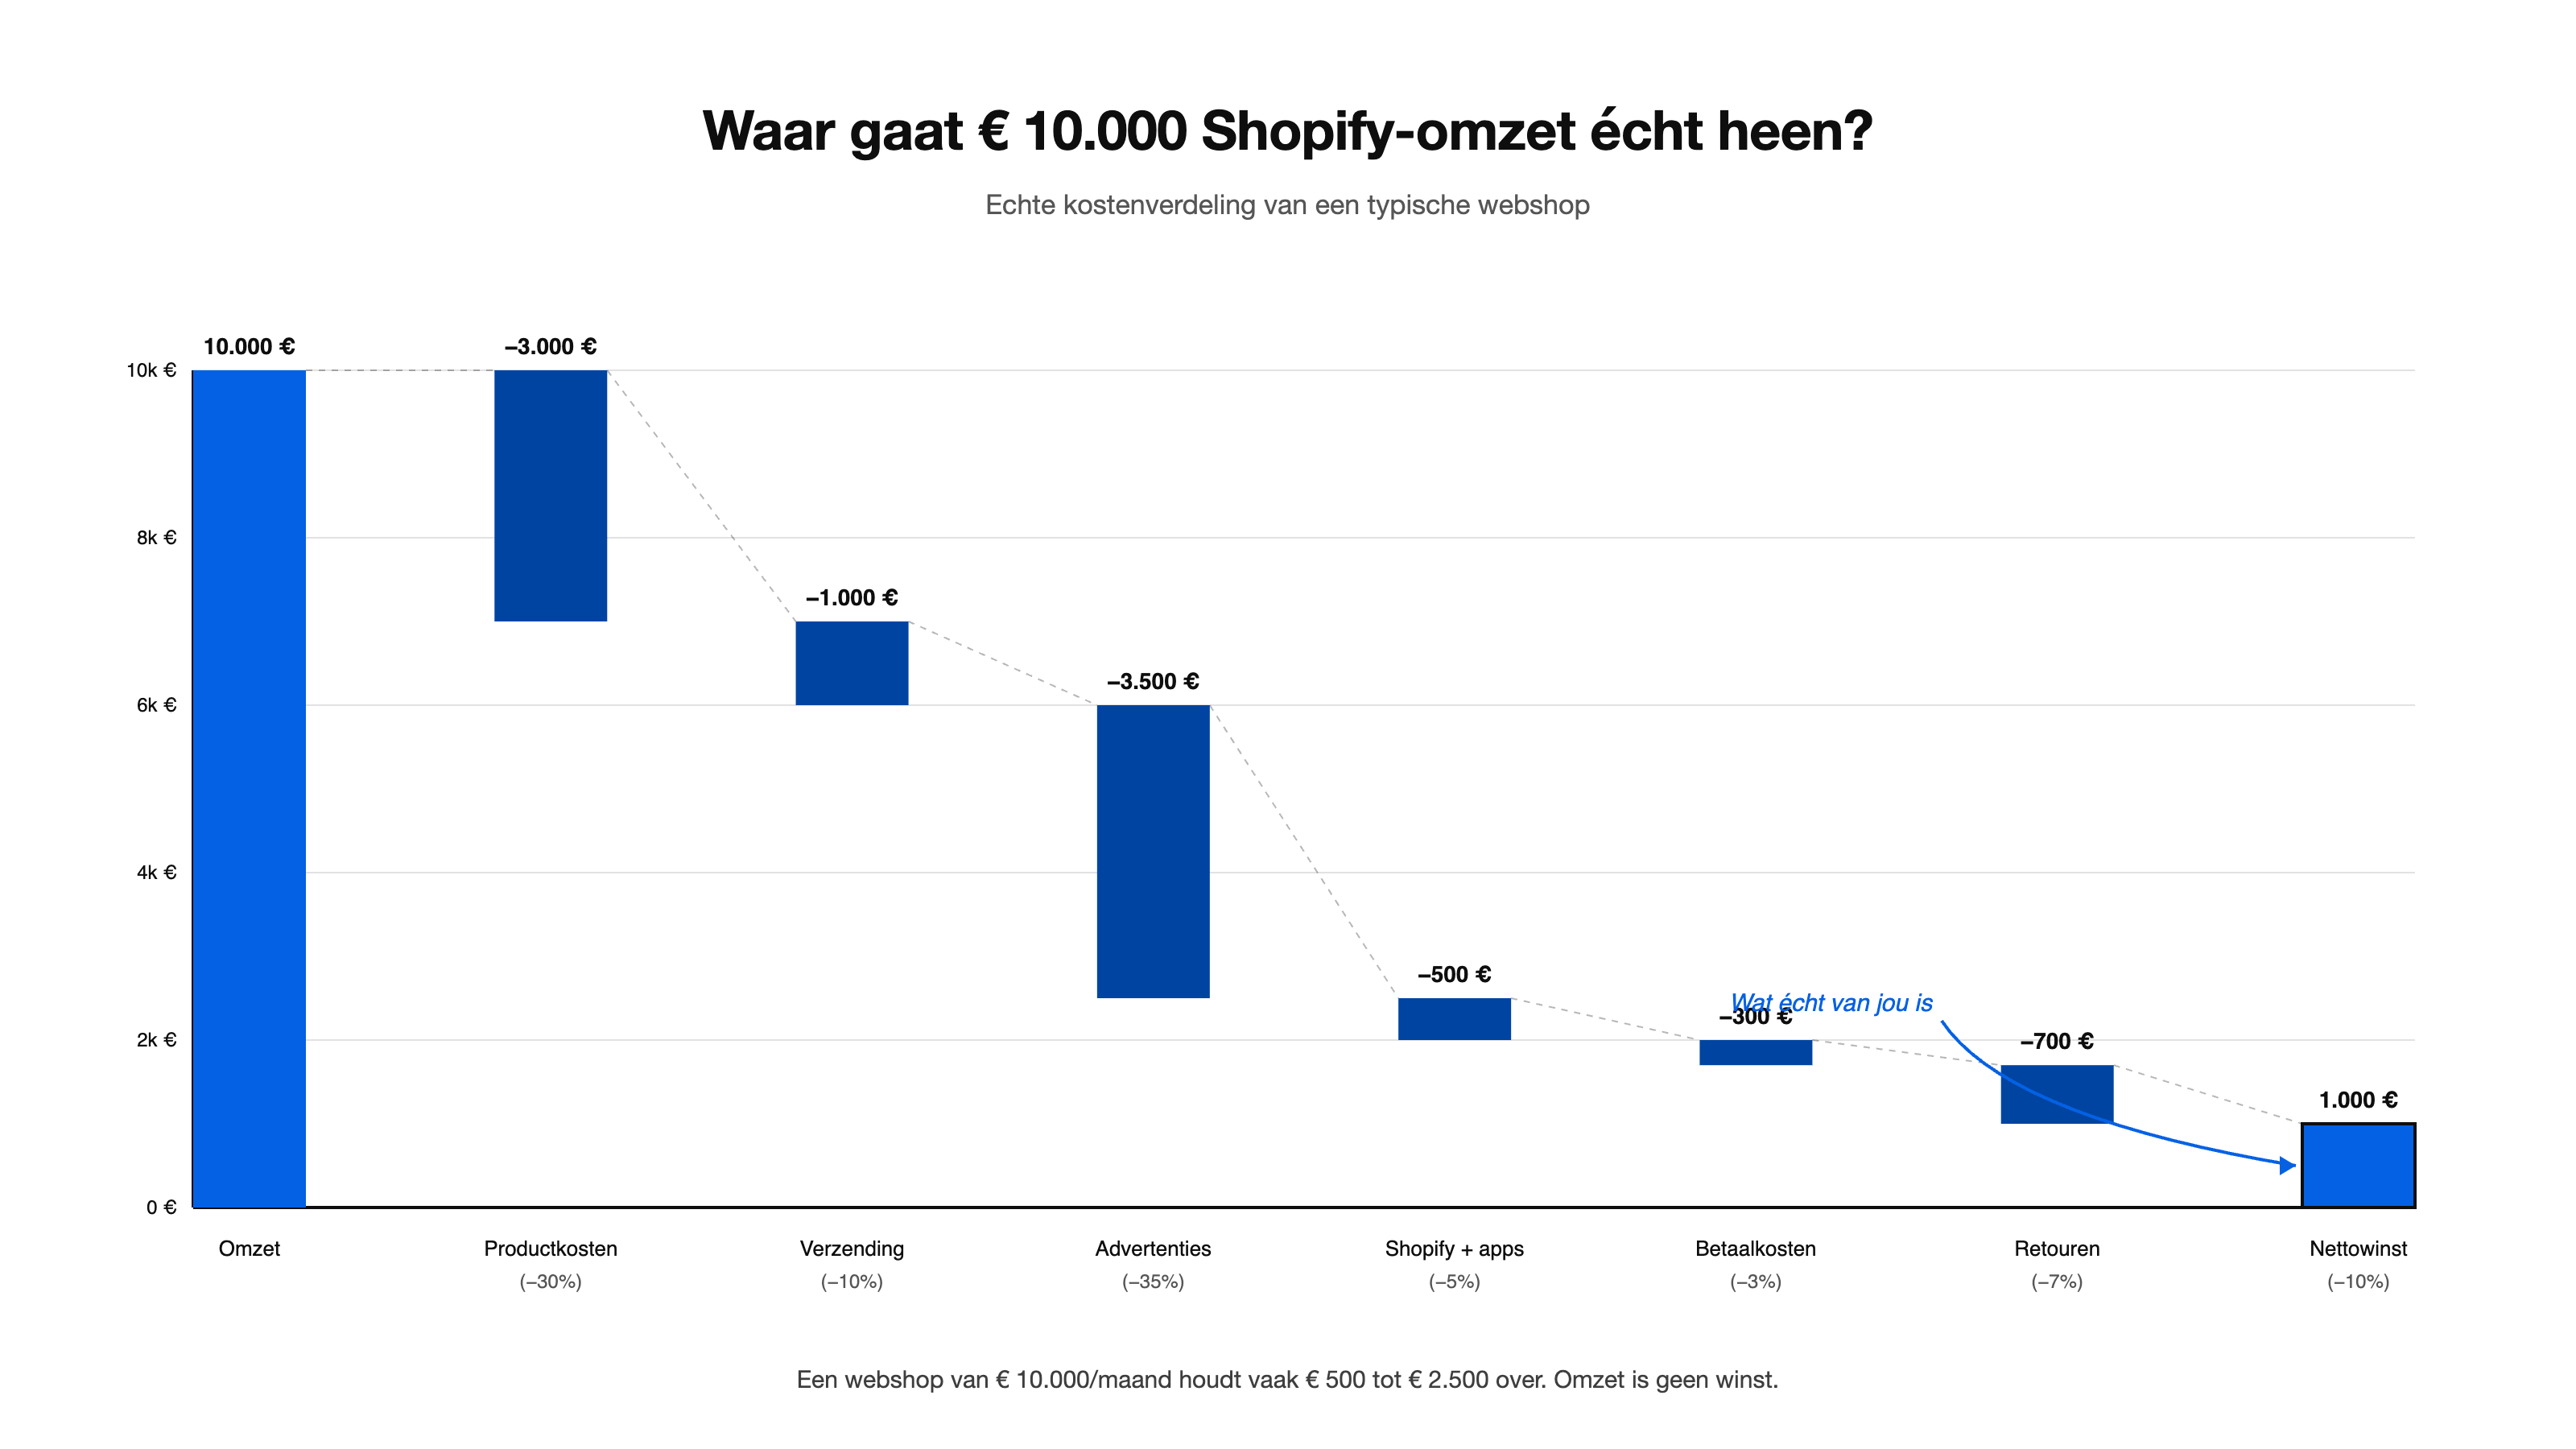 Waar gaat € 10.000 Shopify-omzet écht heen?
Echte kostenverdeling van een typische webshop
10.000 €
–3.000 €
10k €
8k €
–1.000 €
–3.500 €
6k €
4k €
–500 €
Wat écht van jou is
–300 €
2k €
–700 €
1.000 €
0 €
Omzet
Productkosten
Verzending
Advertenties
Shopify + apps
Betaalkosten
Retouren
Nettowinst
(–30%)
(–10%)
(–35%)
(–5%)
(–3%)
(–7%)
(–10%)
Een webshop van € 10.000/maand houdt vaak € 500 tot € 2.500 over. Omzet is geen winst.